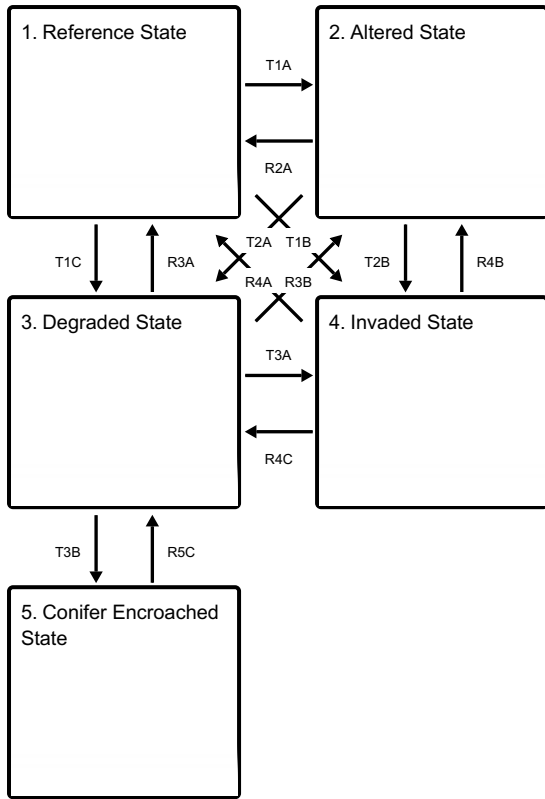 1. Reference State
2. Altered State
T1A
R2A
T2A
T1B
T1C
R3A
T2B
R4B
R4A
R3B
3. Degraded State
4. Invaded State
T3A
R4C
T3B
R5C
5. Conifer Encroached
State